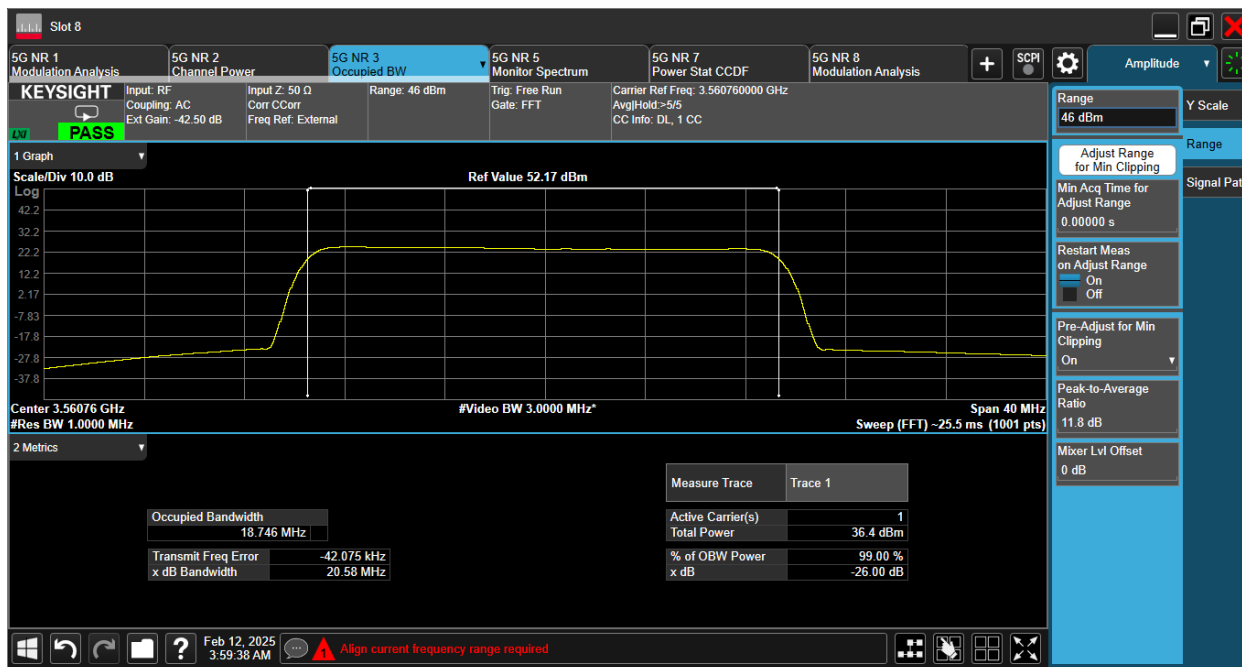 Slot 8
5G NR 1
Modulation Analysis
5G NR 2
Channel Power
5G NR 3
Occupied BW
5G NR 5
Monitor Spectrum
5G NR 7
Power Stat CCDF
5G NR 8
Modulation Analysis
+
SCPI
Amplitude
KEYSIGHT
LXI
PASS
Input: RF
Coupling: AC
Ext Gain: -42.50 dB
Input Z: 50 Ω
Corr CCorr
Freq Ref: External
Range: 46 dBm
Trig: Free Run
Gate: FFT
Carrier Ref Freq: 3.560760000 GHz
Avg|Hold:>5/5
CC Info: DL, 1 CC
1 Graph
Scale/Div 10.0 dB
Ref Value 52.17 dBm
Log
42.2
32.2
22.2
12.2
2.17
-7.83
-17.8
-27.8
-37.8
Center 3.56076 GHz
#Video BW 3.0000 MHz*
Span 40 MHz
#Res BW 1.0000 MHz
Sweep (FFT) ~25.5 ms (1001 pts)
2 Metrics
Measure Trace Trace 1
Occupied Bandwidth
18.746 MHz
Active Carrier(s) 1
Total Power 36.4 dBm
Transmit Freq Error -42.075 kHz
x dB Bandwidth 20.58 MHz
% of OBW Power 99.00 %
x dB -26.00 dB
Range
46 dBm
Adjust Range
for Min Clipping
Min Acq Time for
Adjust Range
0.00000 s
Restart Meas
on Adjust Range
On
Off
Pre-Adjust for Min
Clipping
On
Peak-to-Average
Ratio
11.8 dB
Mixer Lvl Offset
0 dB
Y Scale
Range
Signal Pat
?
Feb 12, 2025
3:59:38 AM
1
Align current frequency range required